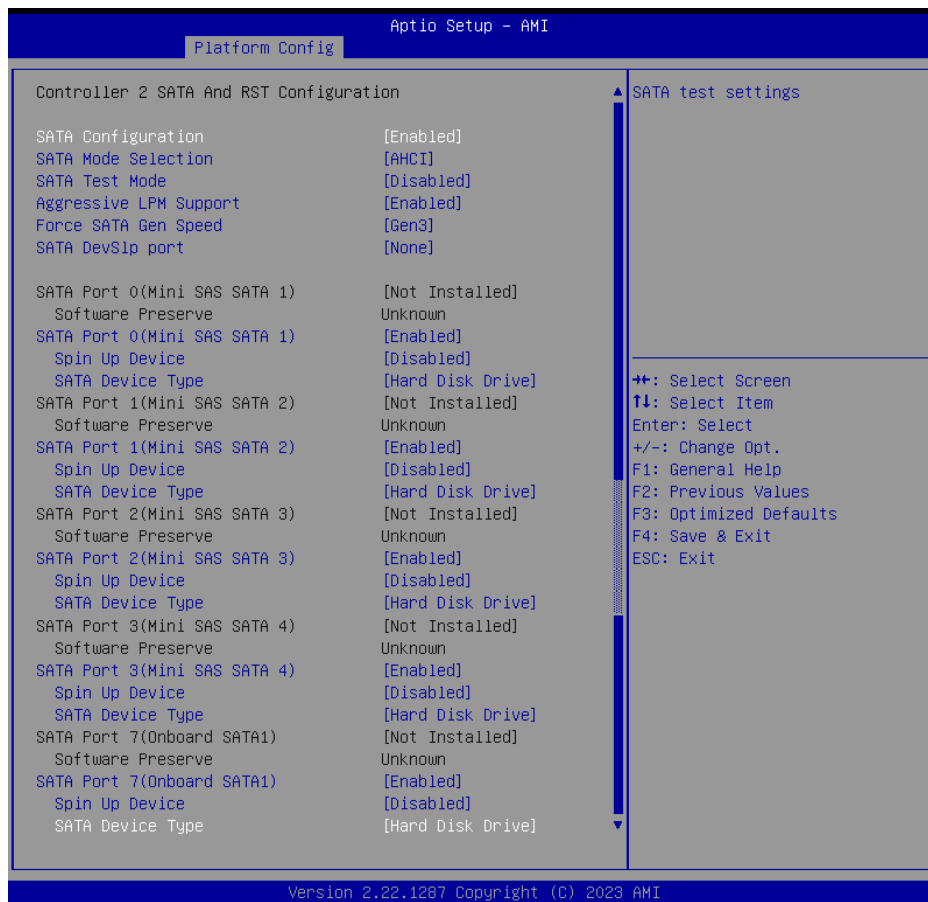 Aptio Setup – AMI
Platform Config
Controller 2 SATA And RST Configuration
SATA Configuration [Enabled]
SATA Mode Selection [AHCI]
SATA Test Mode [Disabled]
Aggressive LPM Support [Enabled]
Force SATA Gen Speed [Gen3]
SATA DevSlp port [None]
SATA Port 0(Mini SAS SATA 1) [Not Installed]
Software Preserve Unknown
SATA Port 0(Mini SAS SATA 1) [Enabled]
Spin Up Device [Disabled]
SATA Device Type [Hard Disk Drive]
SATA Port 1(Mini SAS SATA 2) [Not Installed]
Software Preserve Unknown
SATA Port 1(Mini SAS SATA 2) [Enabled]
Spin Up Device [Disabled]
SATA Device Type [Hard Disk Drive]
SATA Port 2(Mini SAS SATA 3) [Not Installed]
Software Preserve Unknown
SATA Port 2(Mini SAS SATA 3) [Enabled]
Spin Up Device [Disabled]
SATA Device Type [Hard Disk Drive]
SATA Port 3(Mini SAS SATA 4) [Not Installed]
Software Preserve Unknown
SATA Port 3(Mini SAS SATA 4) [Enabled]
Spin Up Device [Disabled]
SATA Device Type [Hard Disk Drive]
SATA Port 7(Onboard SATA1) [Not Installed]
Software Preserve Unknown
SATA Port 7(Onboard SATA1) [Enabled]
Spin Up Device [Disabled]
SATA Device Type [Hard Disk Drive]
SATA test settings
→←: Select Screen
↑↓: Select Item
Enter: Select
+/-: Change Opt.
F1: General Help
F2: Previous Values
F3: Optimized Defaults
F4: Save & Exit
ESC: Exit
Version 2.22.1287 Copyright (C) 2023 AMI